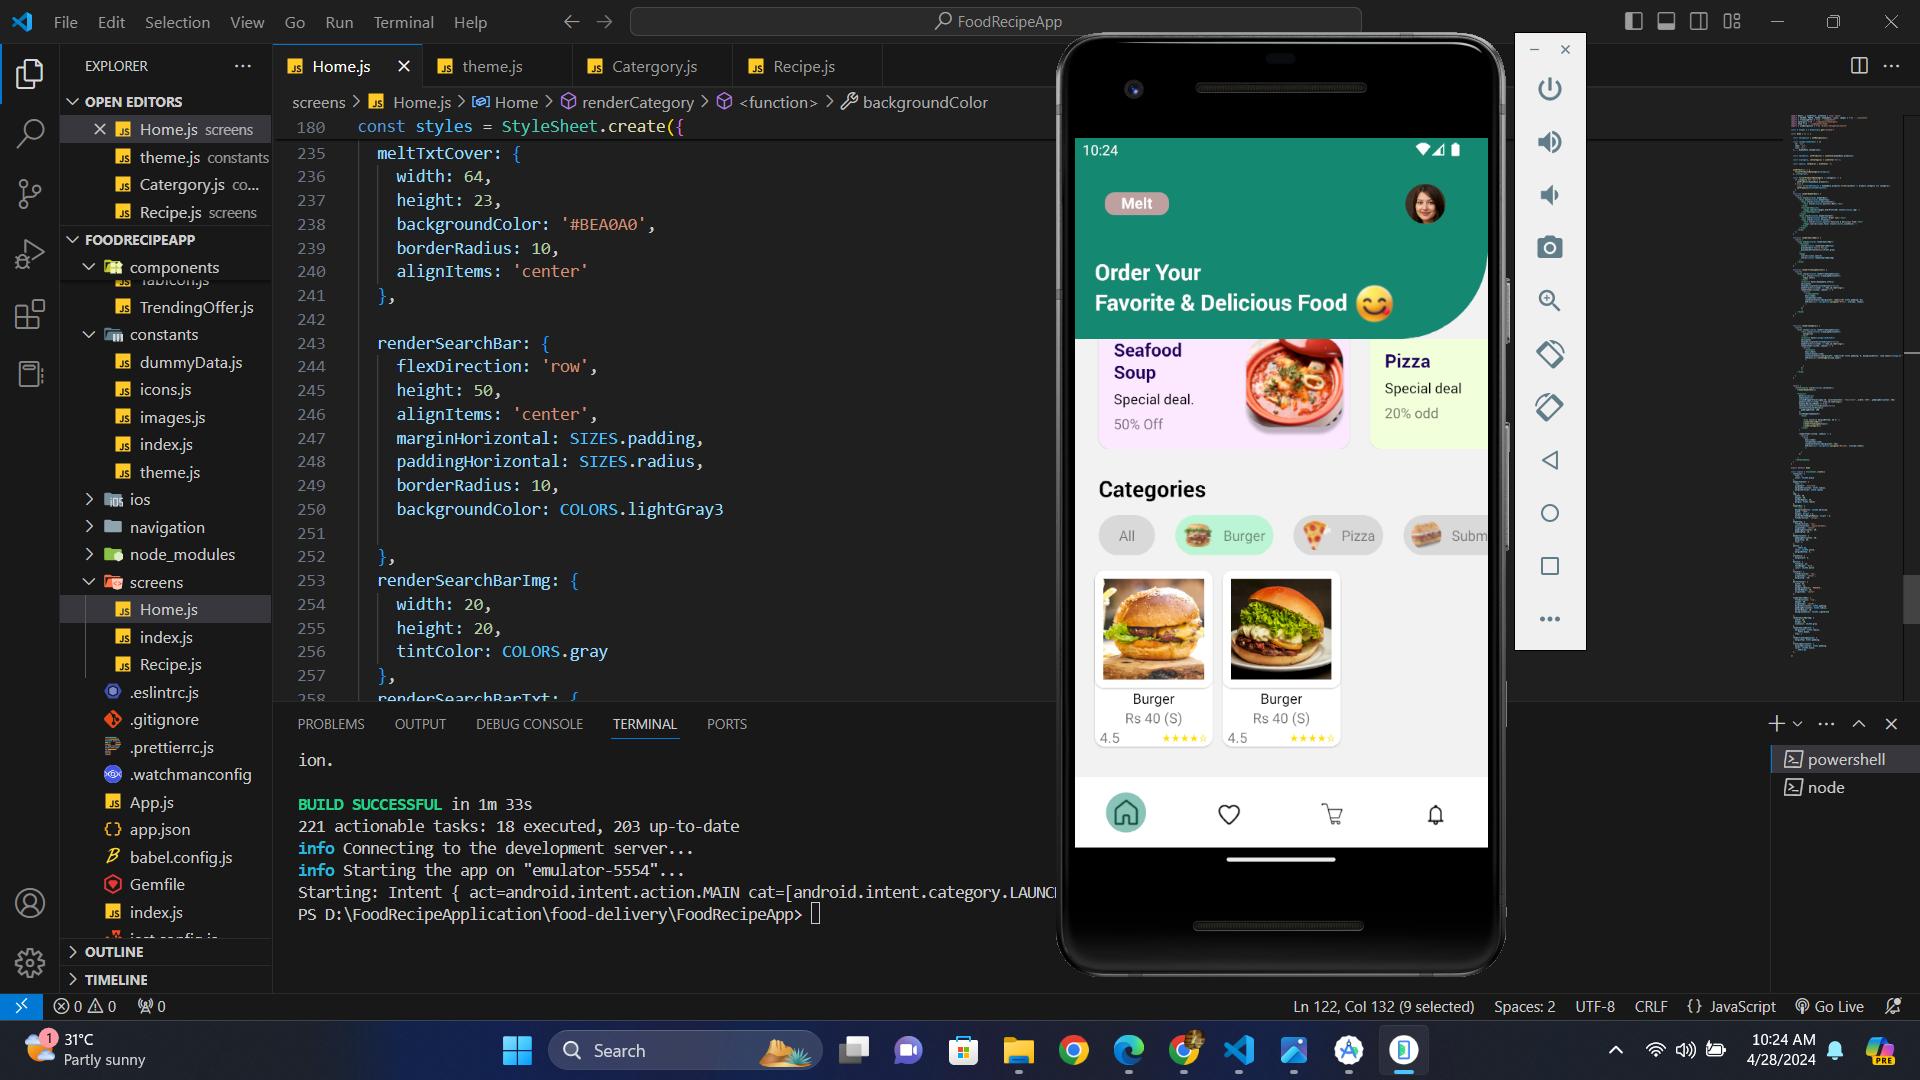 File Edit Selection View Go Run Terminal Help
FoodRecipeApp
EXPLORER
OPEN EDITORS
Home.js screens
theme.js constants
Catergory.js co...
Recipe.js screens
FOODRECIPEAPP
components
TrendingOffer.js
constants
dummyData.js
icons.js
images.js
index.js
theme.js
ios
navigation
node_modules
screens
Home.js
index.js
Recipe.js
.eslintrc.js
.gitignore
.prettierrc.js
.watchmanconfig
App.js
app.json
babel.config.js
Gemfile
index.js
OUTLINE
TIMELINE
Home.js theme.js Catergory.js Recipe.js
screens > Home.js > Home > renderCategory > <function> > backgroundColor
180 const styles = StyleSheet.create({
235 meltTxtCover: {
236 width: 64,
237 height: 23,
238 backgroundColor: '#BEA0A0',
239 borderRadius: 10,
240 alignItems: 'center'
241 },
242
243 renderSearchBar: {
244 flexDirection: 'row',
245 height: 50,
246 alignItems: 'center',
247 marginHorizontal: SIZES.padding,
248 paddingHorizontal: SIZES.radius,
249 borderRadius: 10,
250 backgroundColor: COLORS.lightGray3
251
252 },
253 renderSearchBarImg: {
254 width: 20,
255 height: 20,
256 tintColor: COLORS.gray
257 },
258 renderSearchBarTxt: {
PROBLEMS OUTPUT DEBUG CONSOLE TERMINAL PORTS
ion.
BUILD SUCCESSFUL in 1m 33s
221 actionable tasks: 18 executed, 203 up-to-date
info Connecting to the development server...
info Starting the app on "emulator-5554"...
Starting: Intent { act=android.intent.action.MAIN cat=[android.intent.category.LAUNC
PS D:\FoodRecipeApplication\food-delivery\FoodRecipeApp>
powershell
node
10:24
Melt
Order Your
Favorite & Delicious Food
Seafood
Soup
Special deal.
50% Off
Pizza
Special deal
20% odd
Categories
All Burger Pizza Subm
Burger
Rs 40 (S)
4.5
Burger
Rs 40 (S)
4.5
0 0 0
Ln 122, Col 132 (9 selected) Spaces: 2 UTF-8 CRLF {} JavaScript Go Live
1
31°C
Partly sunny
Search
10:24 AM
4/28/2024
PRE